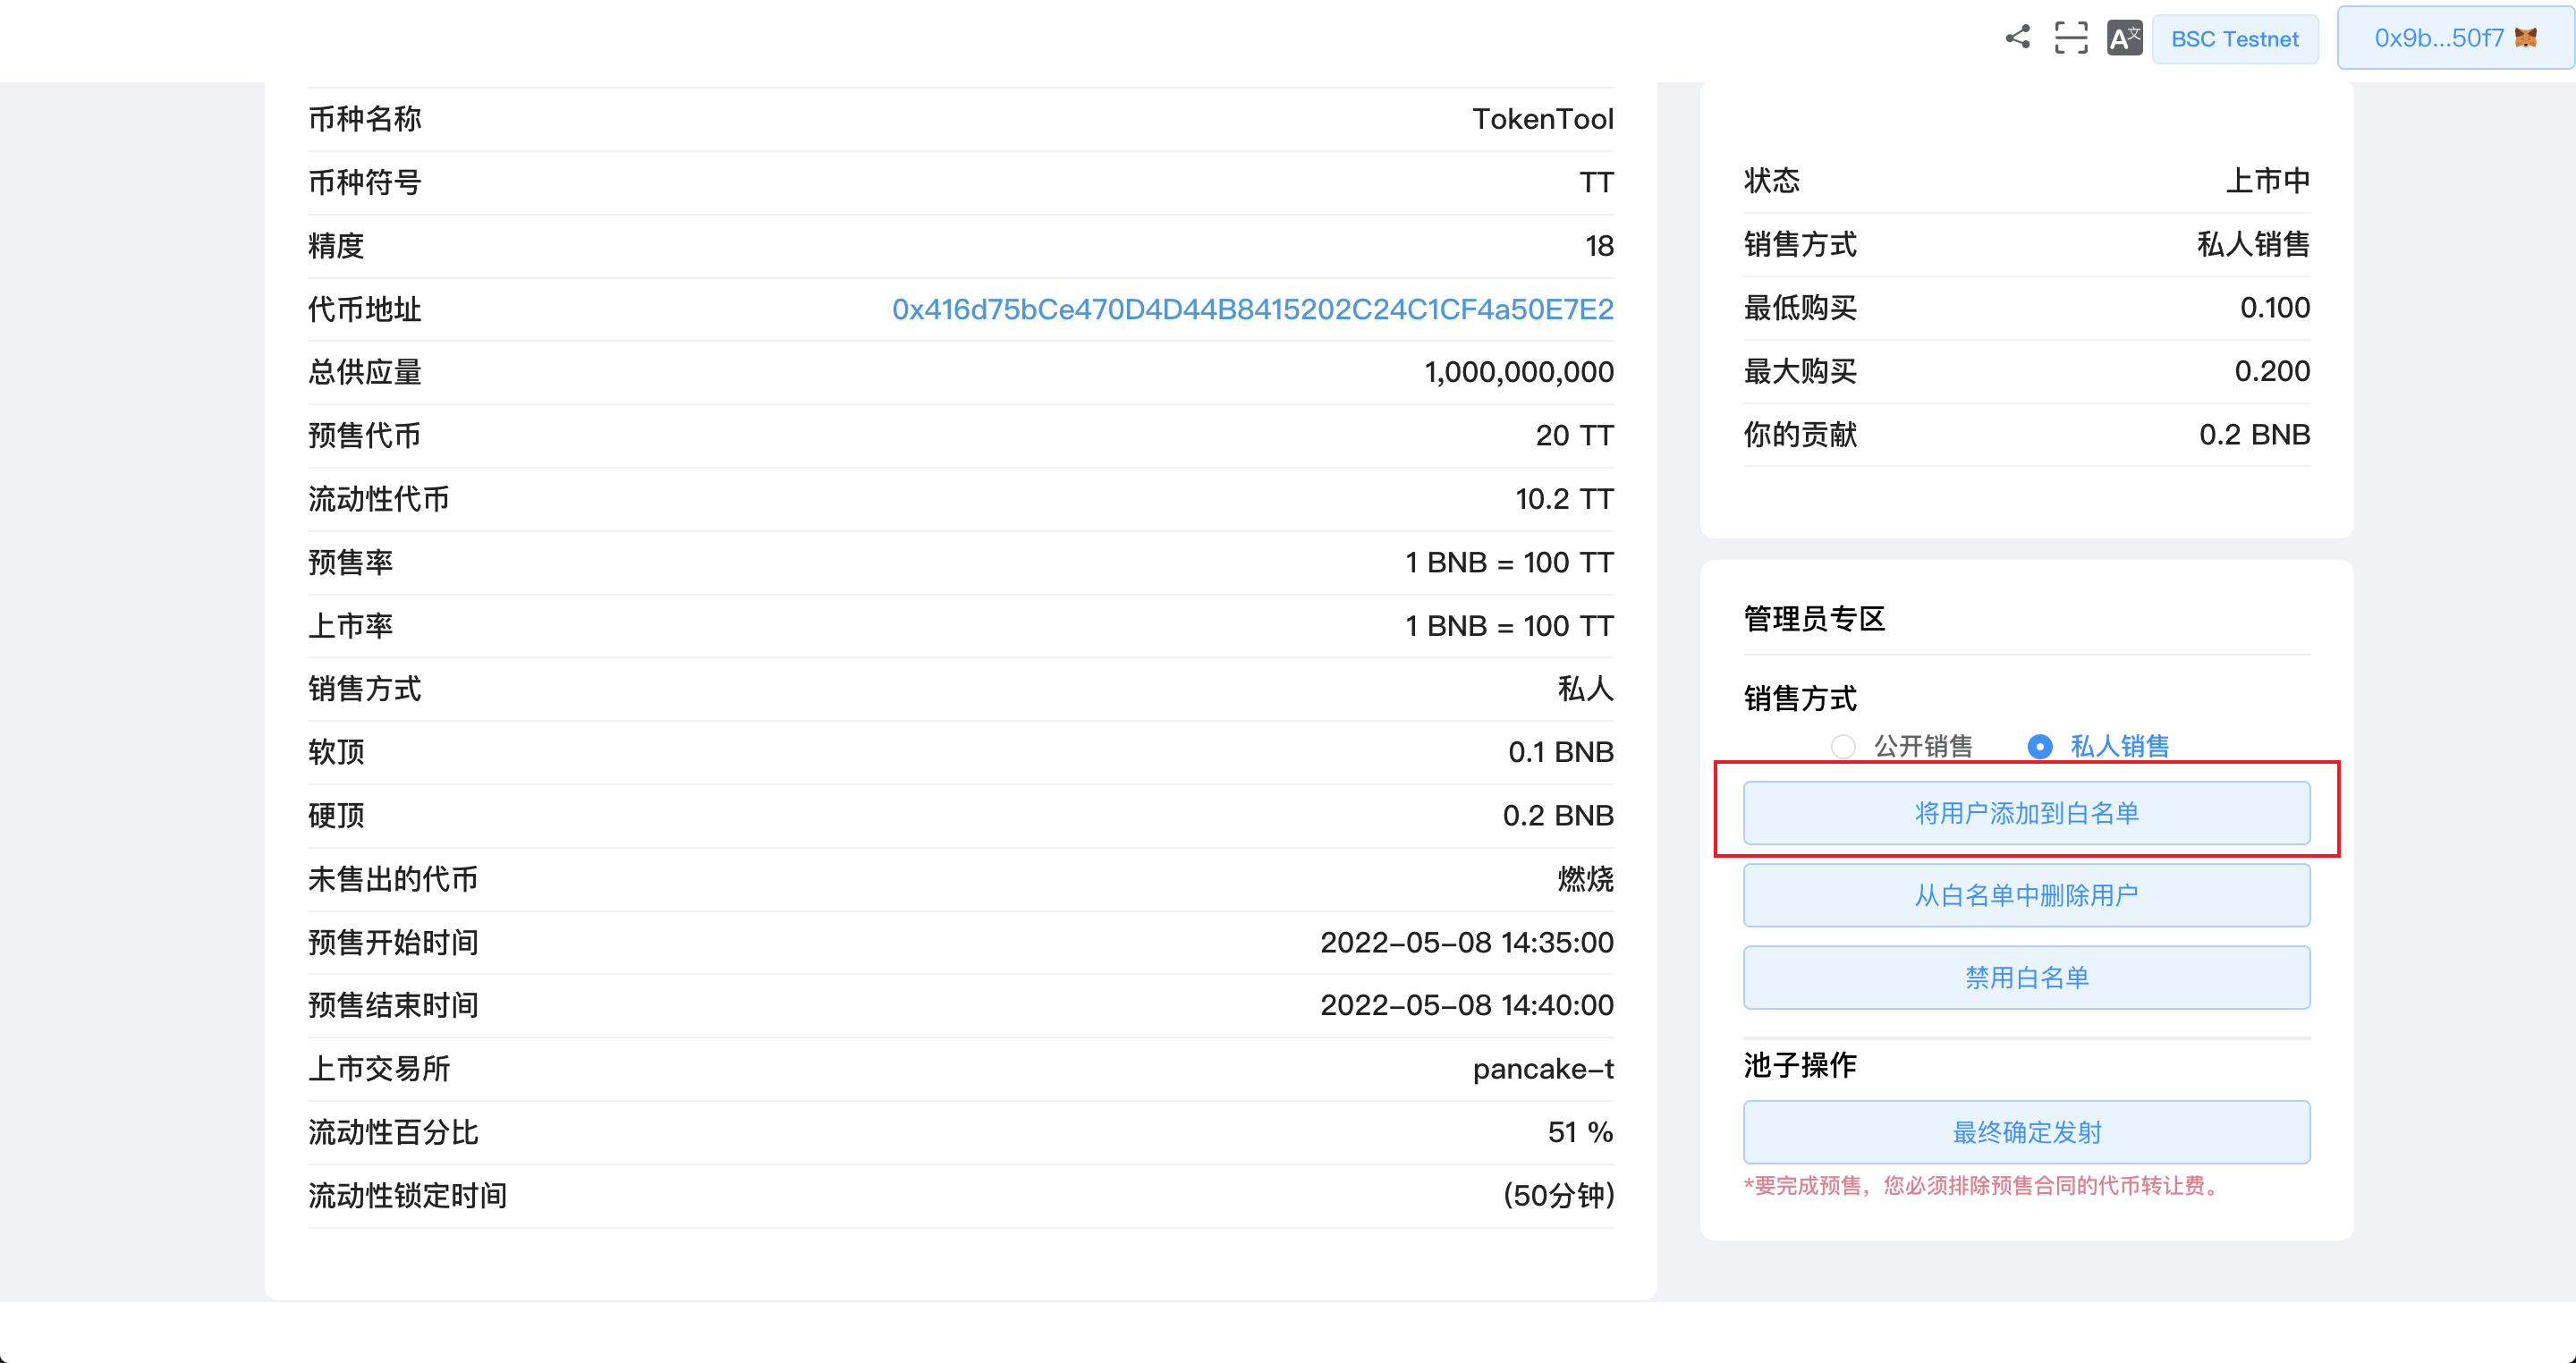 BSC Testnet
0x9b...50f7
币种名称 TokenTool
币种符号 TT
精度 18
代币地址 0x416d75bCe470D4D44B8415202C24C1CF4a50E7E2
总供应量 1,000,000,000
预售代币 20 TT
流动性代币 10.2 TT
预售率 1 BNB = 100 TT
上市率 1 BNB = 100 TT
销售方式 私人
软顶 0.1 BNB
硬顶 0.2 BNB
未售出的代币 燃烧
预售开始时间 2022-05-08 14:35:00
预售结束时间 2022-05-08 14:40:00
上市交易所 pancake-t
流动性百分比 51 %
流动性锁定时间 (50分钟)
状态 上市中
销售方式 私人销售
最低购买 0.100
最大购买 0.200
你的贡献 0.2 BNB
管理员专区
销售方式
公开销售 私人销售
将用户添加到白名单
从白名单中删除用户
禁用白名单
池子操作
最终确定发射
*要完成预售，您必须排除预售合同的代币转让费。